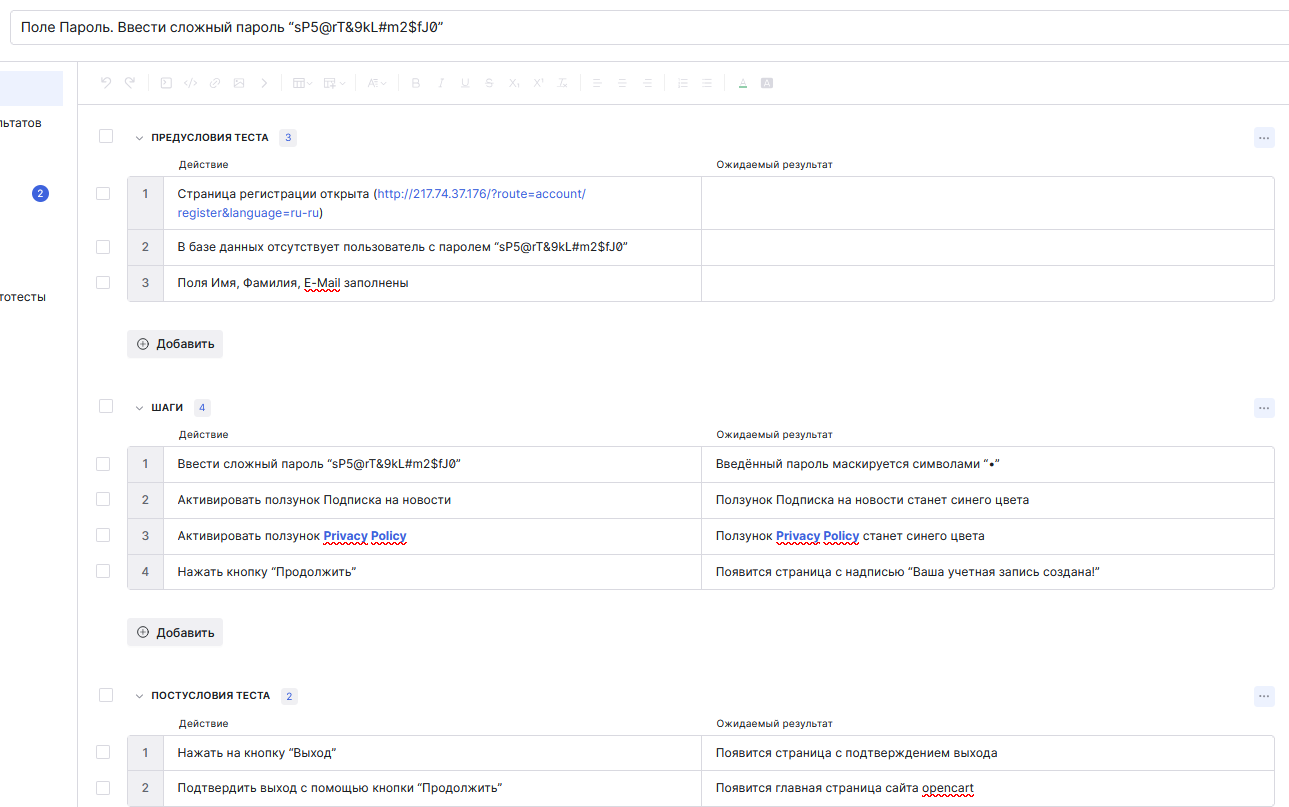 Поле Пароль. Ввести сложный пароль “sP5@rT&9kL#m2$fJ0”
льтатов
2
тотесты
ПРЕДУСЛОВИЯ ТЕСТА 3
Действие Ожидаемый результат
1 Страница регистрации открыта (http://217.74.37.176/?route=account/
register&language=ru-ru)
2 В базе данных отсутствует пользователь с паролем “sP5@rT&9kL#m2$fJ0”
3 Поля Имя, Фамилия, E-Mail заполнены
Добавить
ШАГИ 4
Действие Ожидаемый результат
1 Ввести сложный пароль “sP5@rT&9kL#m2$fJ0” Введённый пароль маскируется символами “•”
2 Активировать ползунок Подписка на новости Ползунок Подписка на новости станет синего цвета
3 Активировать ползунок Privacy Policy Ползунок Privacy Policy станет синего цвета
4 Нажать кнопку “Продолжить” Появится страница с надписью “Ваша учетная запись создана!”
Добавить
ПОСТУСЛОВИЯ ТЕСТА 2
Действие Ожидаемый результат
1 Нажать на кнопку “Выход” Появится страница с подтверждением выхода
2 Подтвердить выход с помощью кнопки “Продолжить” Появится главная страница сайта opencart